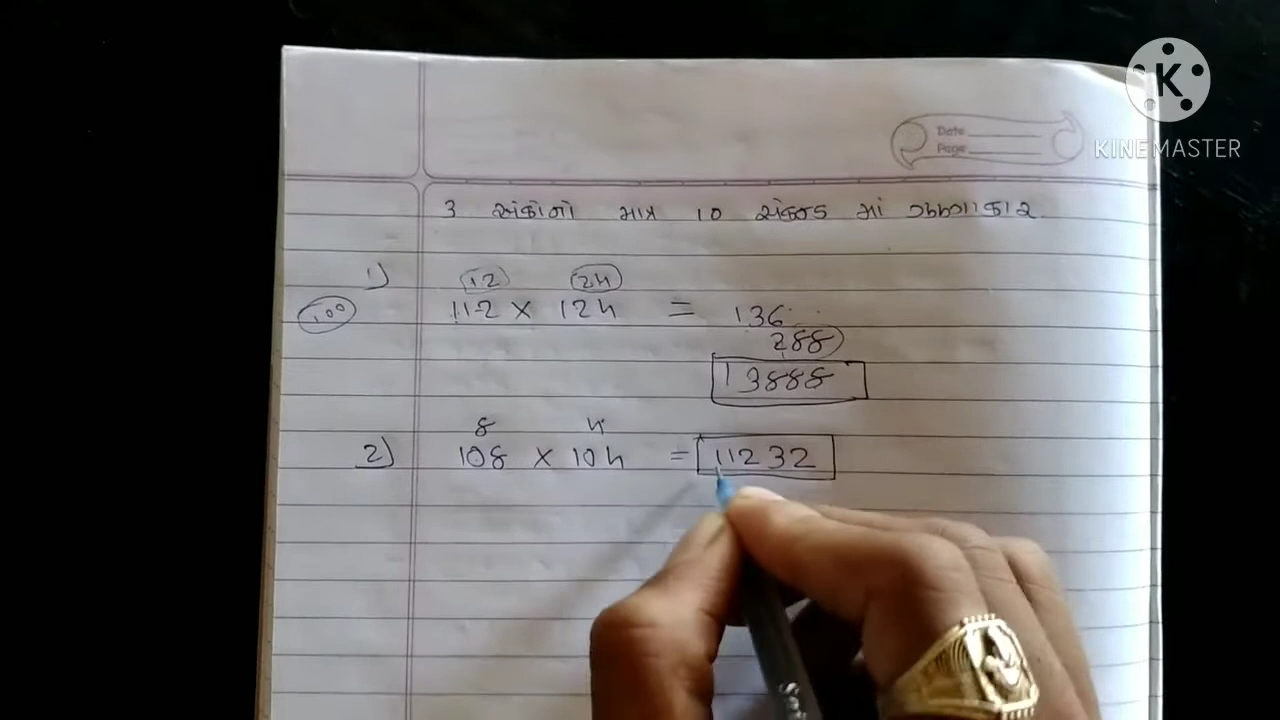 Date
Page
KINEMASTER
3 અંકોનો માત્ર 10 સેકન્ડ માં ગુણાકાર
1) 12 24
100 112 x 124 = 136
288
13888
8 4
2) 108 x 104 = 11232